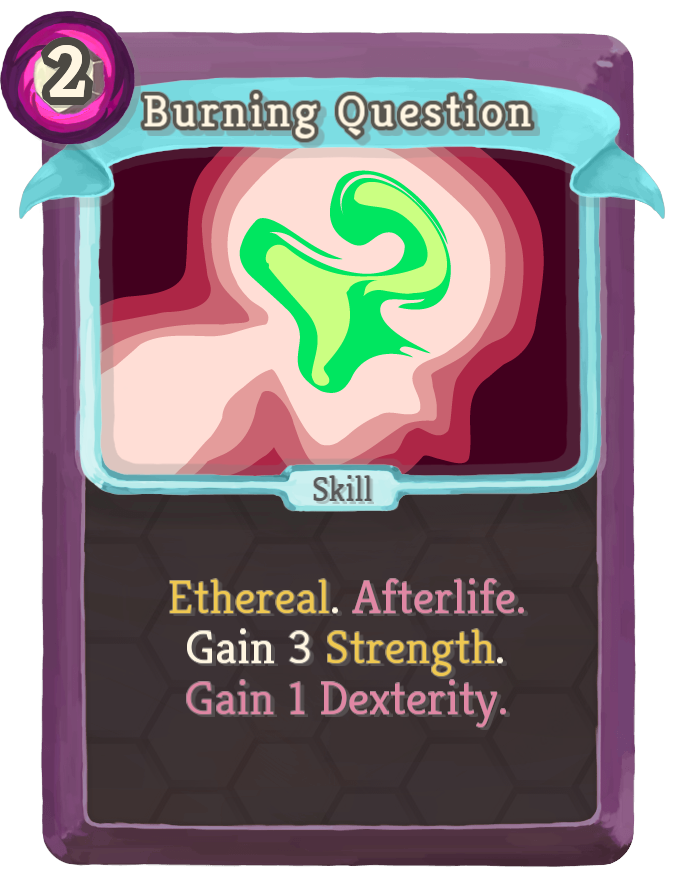 2
Burning Question
Skill
Ethereal. Afterlife.
Gain 3 Strength.
Gain 1 Dexterity.